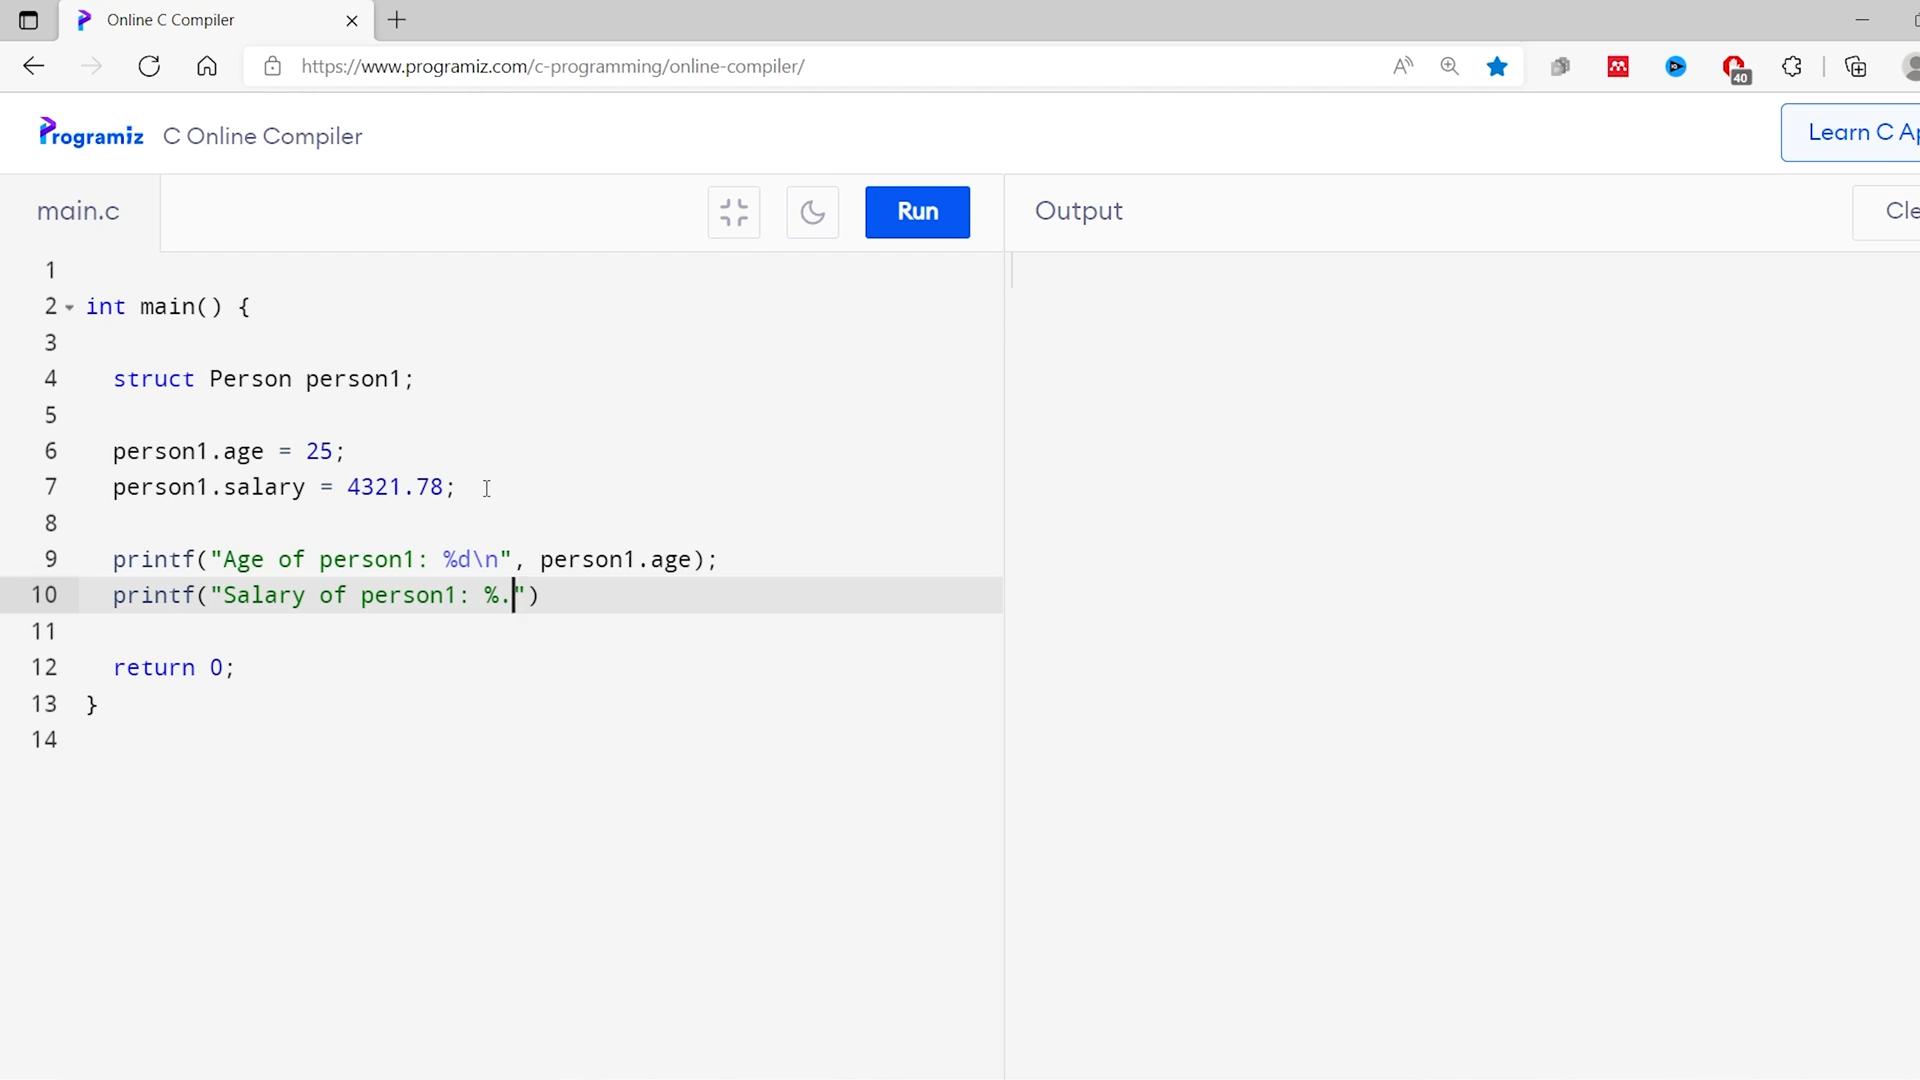 Online C Compiler
https://www.programiz.com/c-programming/online-compiler/
40
Programiz C Online Compiler
Learn C Ap
main.c
Run
Output
Cle
1
2 int main() {
3
4 struct Person person1;
5
6 person1.age = 25;
7 person1.salary = 4321.78;
8
9 printf("Age of person1: %d\n", person1.age);
10 printf("Salary of person1: %.")
11
12 return 0;
13 }
14